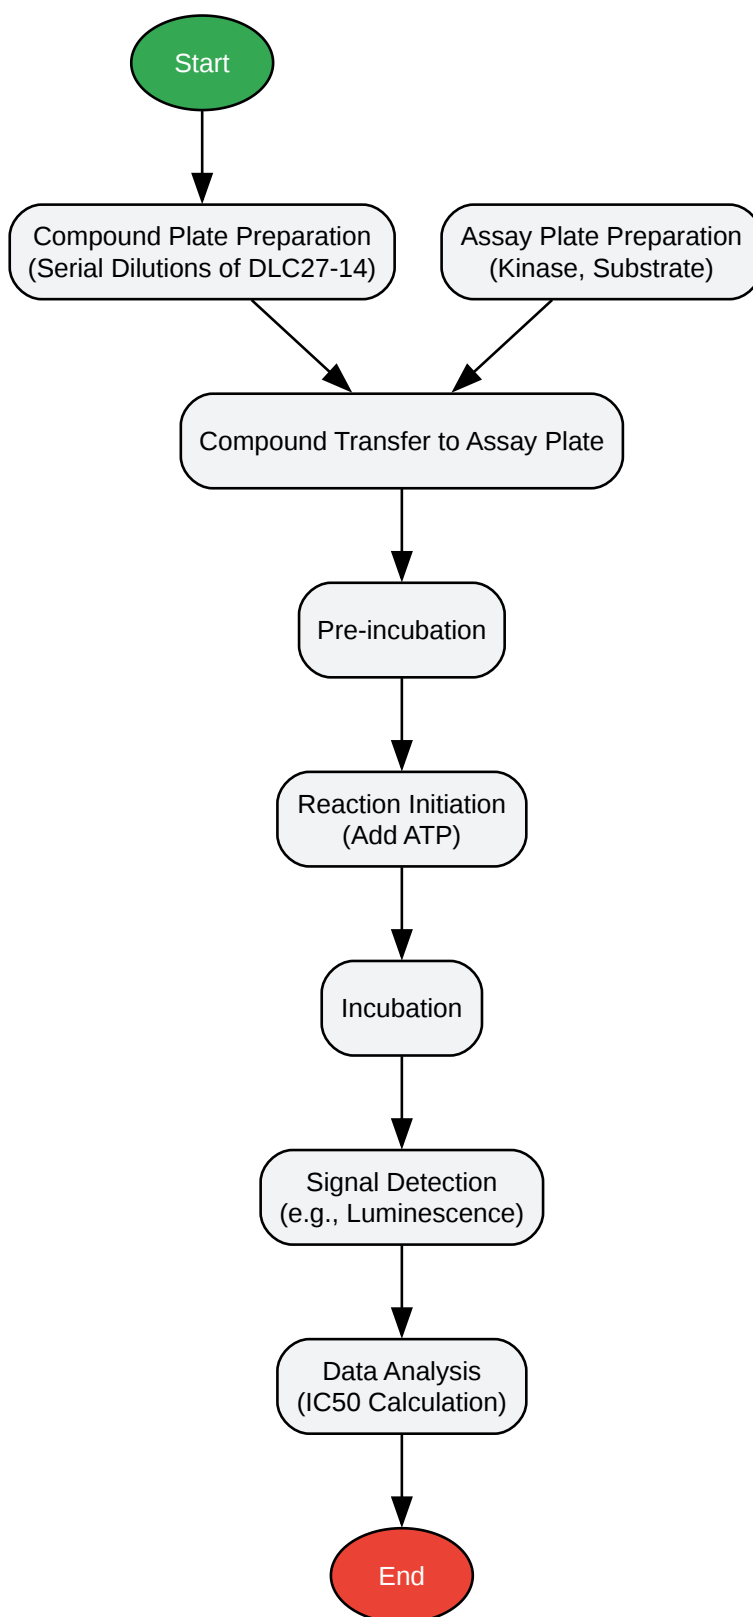 Start
Compound Plate Preparation
(Serial Dilutions of DLC27-14)
Assay Plate Preparation
(Kinase, Substrate)
Compound Transfer to Assay Plate
Pre-incubation
Reaction Initiation
(Add ATP)
Incubation
Signal Detection
(e.g., Luminescence)
Data Analysis
(IC50 Calculation)
End